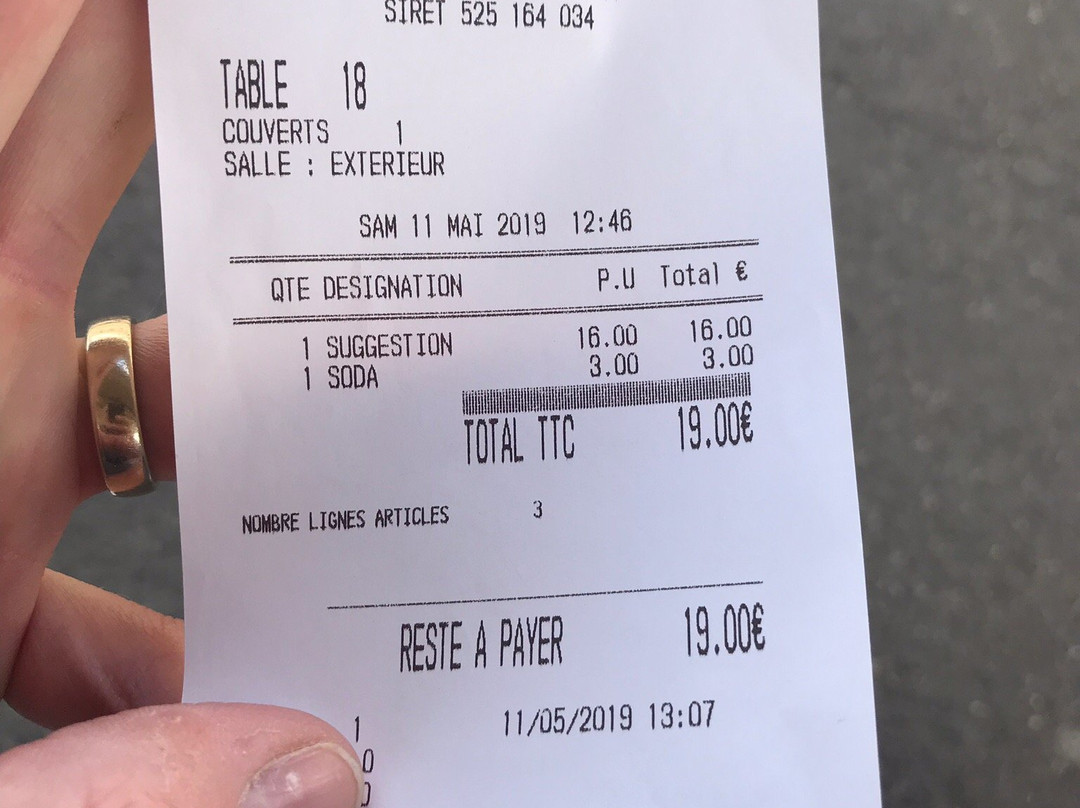 SIRET 525 164 034
TABLE 18
COUVERTS 1
SALLE : EXTERIEUR
SAM 11 MAI 2019 12:46
QTE DESIGNATION P.U Total €
1 SUGGESTION 16.00 16.00
1 SODA 3.00 3.00
TOTAL TTC 19.00€
NOMBRE LIGNES ARTICLES 3
RESTE A PAYER 19.00€
1 11/05/2019 13:07
0